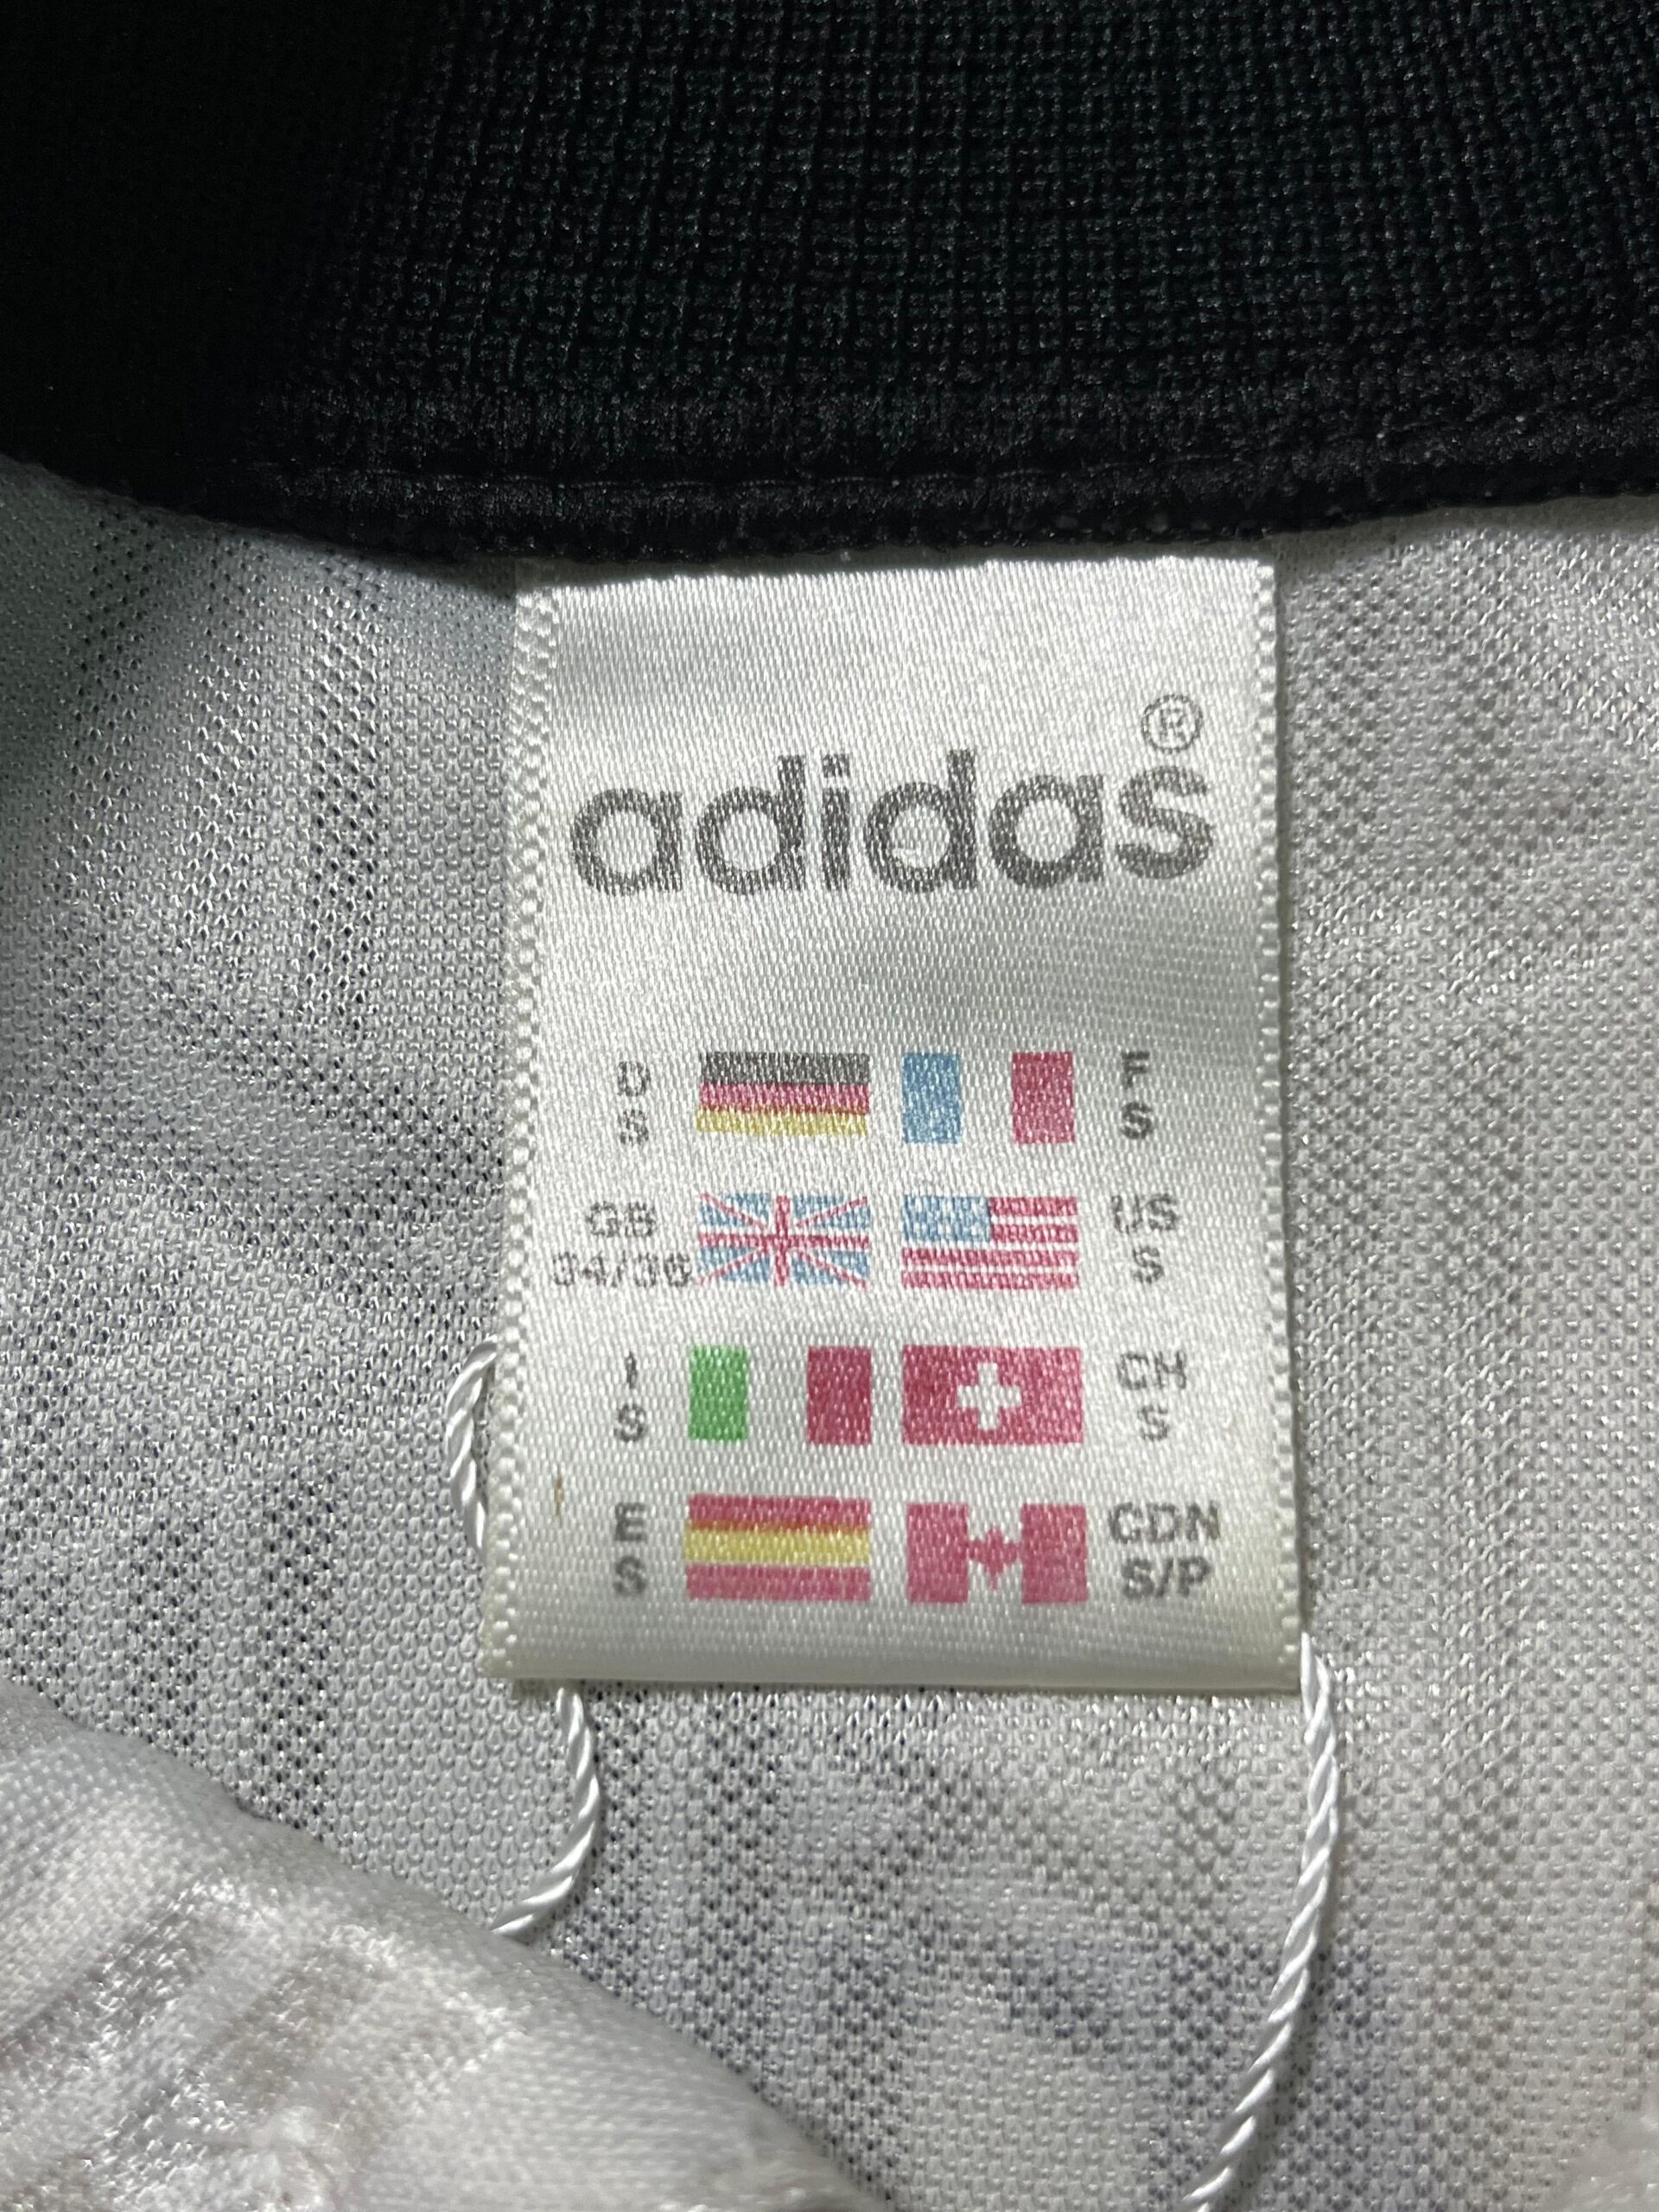 adidas®
D F
S S
GB US
34/36 S
I CH
S S
E CDN
S S/P